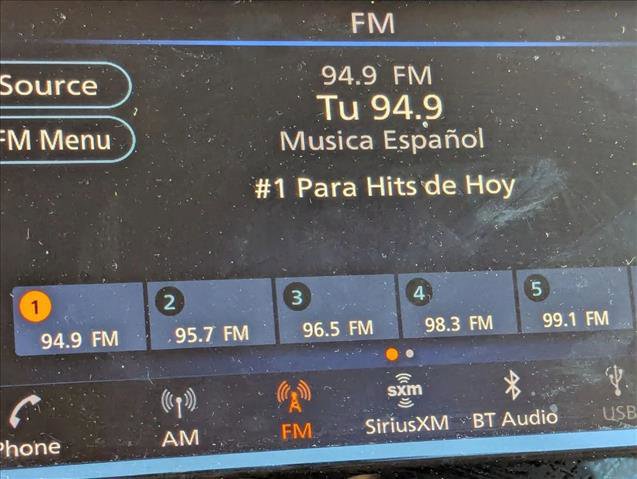 FM
Source
FM Menu
94.9 FM
Tu 94.9
Musica Español
#1 Para Hits de Hoy
1
94.9 FM
2
95.7 FM
3
96.5 FM
4
98.3 FM
5
99.1 FM
Phone
AM
FM
sxm
SiriusXM
BT Audio
USB